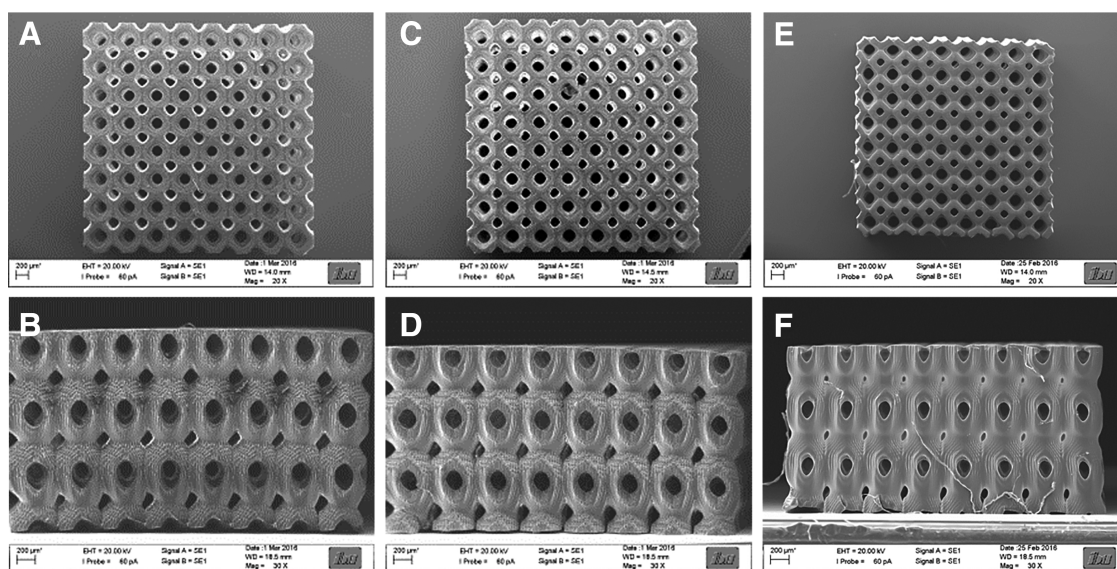 A
C
E
200 µm*
EHT = 20.00 kV
I Probe = 60 pA
Signal A = SE1
Signal B = SE1
Date :1 Mar 2016
WD = 14.0 mm
Mag = 20 X
200 µm*
EHT = 20.00 kV
I Probe = 60 pA
Signal A = SE1
Signal B = SE1
Date :1 Mar 2016
WD = 14.5 mm
Mag = 20 X
200 µm*
EHT = 20.00 kV
I Probe = 60 pA
Signal A = SE1
Signal B = SE1
Date :25 Feb 2016
WD = 14.0 mm
Mag = 20 X
B
D
F
200 µm*
EHT = 20.00 kV
I Probe = 60 pA
Signal A = SE1
Signal B = SE1
Date :1 Mar 2016
WD = 18.5 mm
Mag = 30 X
200 µm*
EHT = 20.00 kV
I Probe = 60 pA
Signal A = SE1
Signal B = SE1
Date :1 Mar 2016
WD = 18.5 mm
Mag = 30 X
200 µm*
EHT = 20.00 kV
I Probe = 60 pA
Signal A = SE1
Signal B = SE1
Date :25 Feb 2016
WD = 18.5 mm
Mag = 30 X